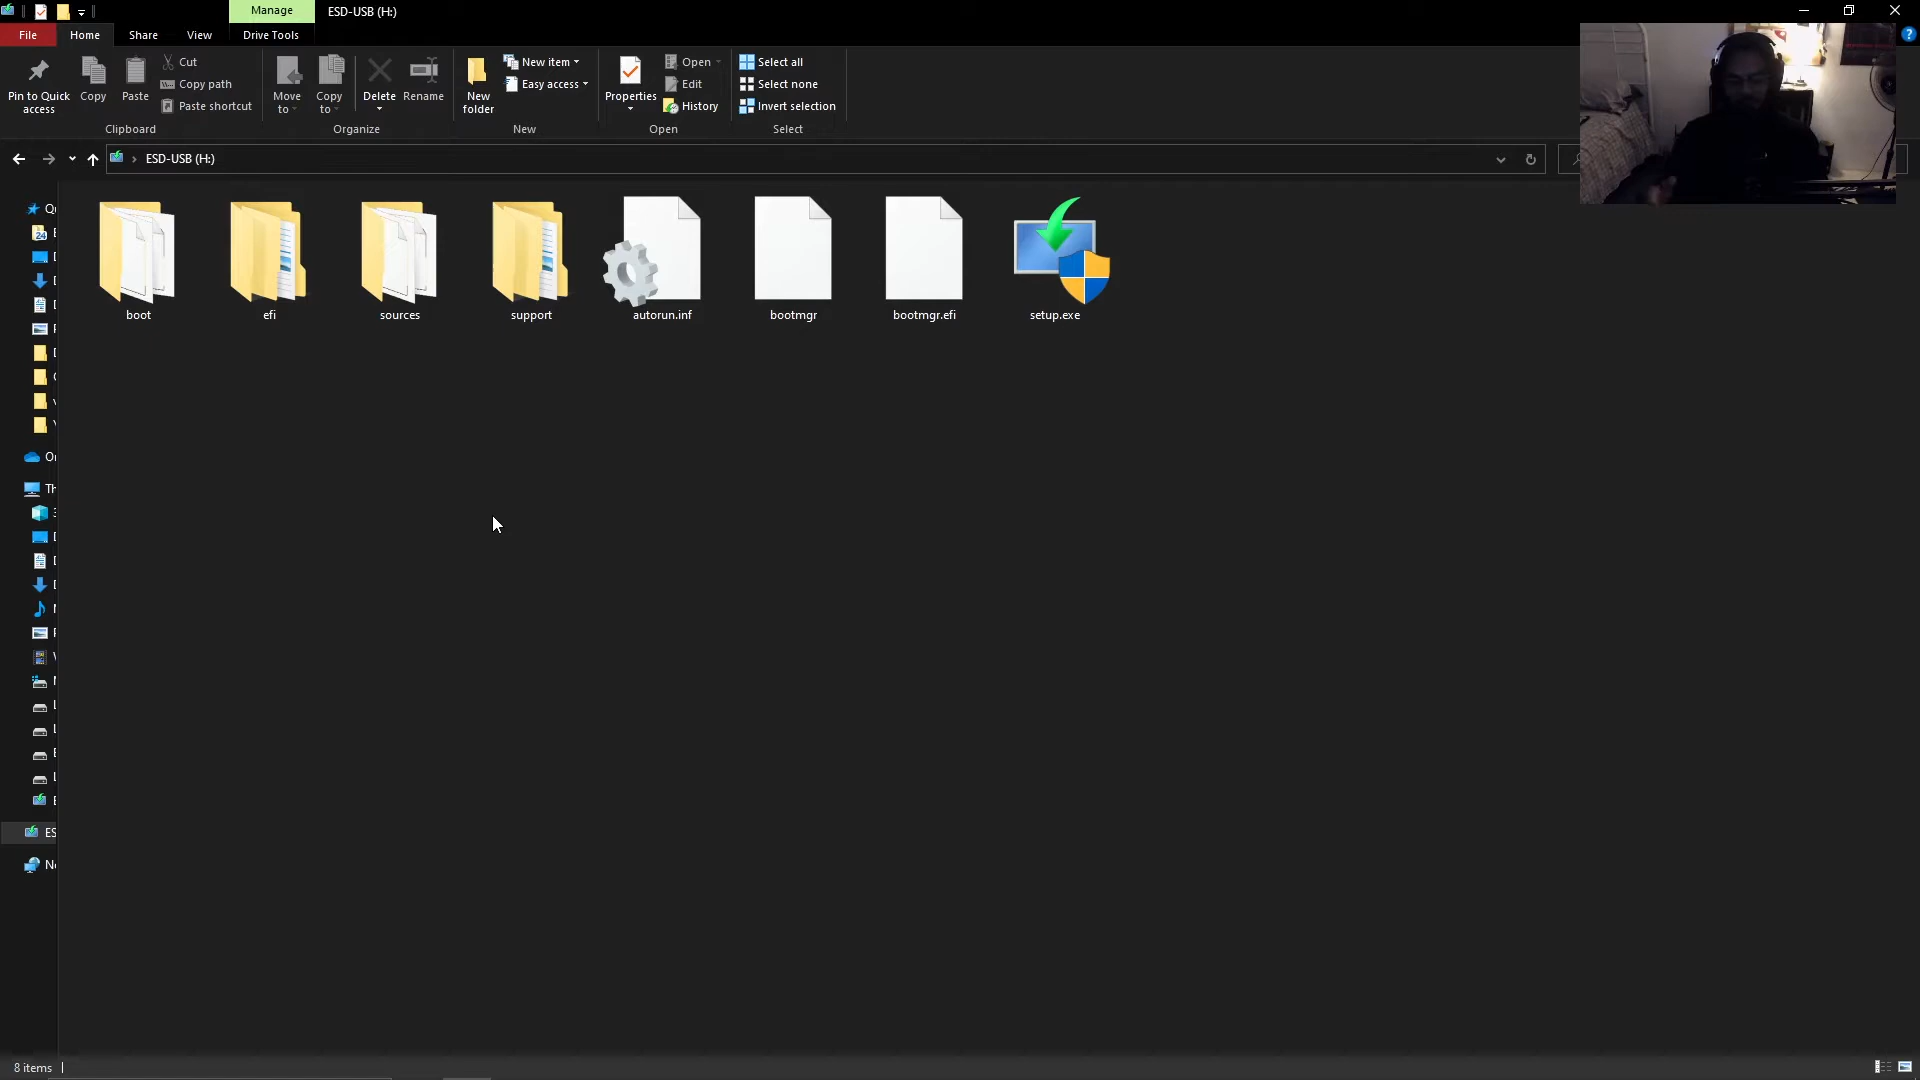 Manage
ESD-USB (H:)
File
Home
Share
View
Drive Tools
Pin to Quick access
Copy
Paste
Cut
Copy path
Paste shortcut
Clipboard
Move to
Copy to
Delete
Rename
Organize
New folder
New item
Easy access
New
Properties
Open
Edit
History
Open
Select all
Select none
Invert selection
Select
ESD-USB (H:)
boot
efi
sources
support
autorun.inf
bootmgr
bootmgr.efi
setup.exe
24
8 items